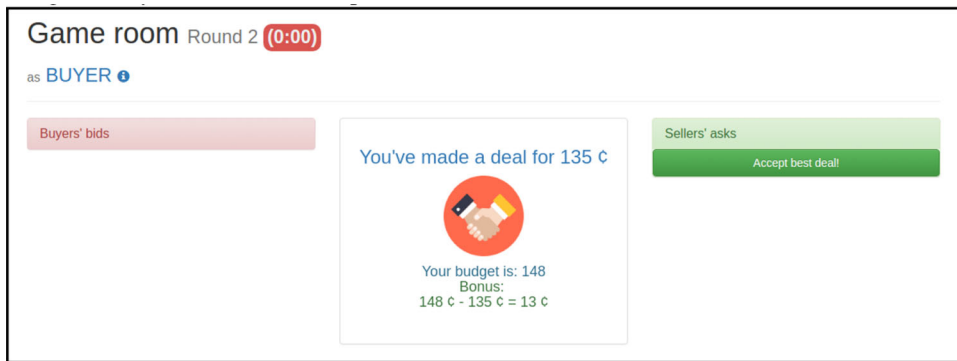 Game room Round 2 (0:00)
as BUYER
Buyers' bids
You've made a deal for 135 ¢
Your budget is: 148
Bonus:
148 ¢ - 135 ¢ = 13 ¢
Sellers' asks
Accept best deal!